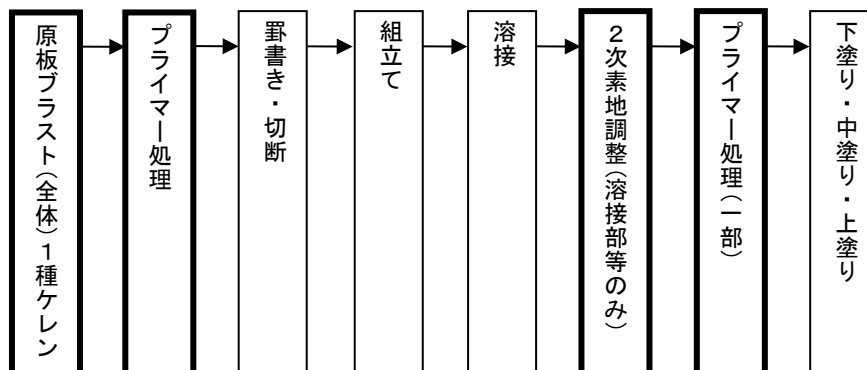 原板ブラスト(全体)1種ケレン
プライマー処理
罫書き・切断
組立て
溶接
2次素地調整(溶接部等のみ)
プライマー処理(一部)
下塗り・中塗り・上塗り